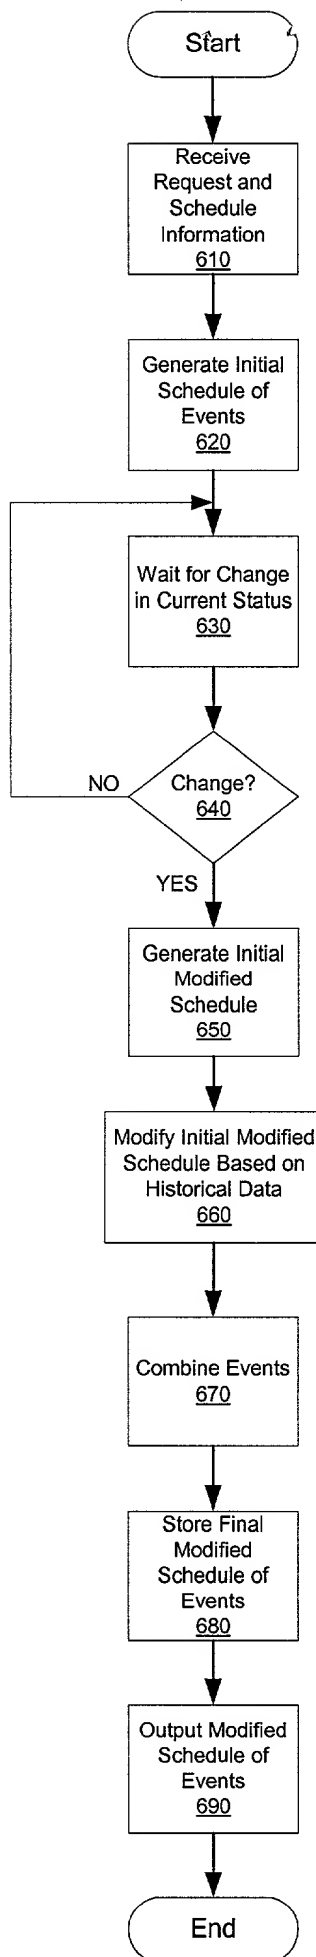 Start
Receive
Request and
Schedule
Information
610
Generate Initial
Schedule of
Events
620
Wait for Change
in Current Status
630
Change?
640
NO
YES
Generate Initial
Modified
Schedule
650
Modify Initial Modified
Schedule Based on
Historical Data
660
Combine Events
670
Store Final
Modified
Schedule of
Events
680
Output Modified
Schedule of
Events
690
End